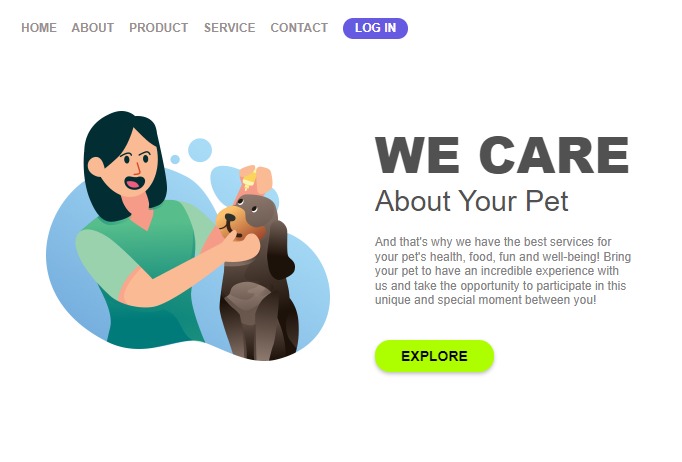 HOME ABOUT PRODUCT SERVICE CONTACT LOG IN
WE CARE
About Your Pet
And that's why we have the best services for
your pet's health, food, fun and well-being! Bring
your pet to have an incredible experience with
us and take the opportunity to participate in this
unique and special moment between you!
EXPLORE